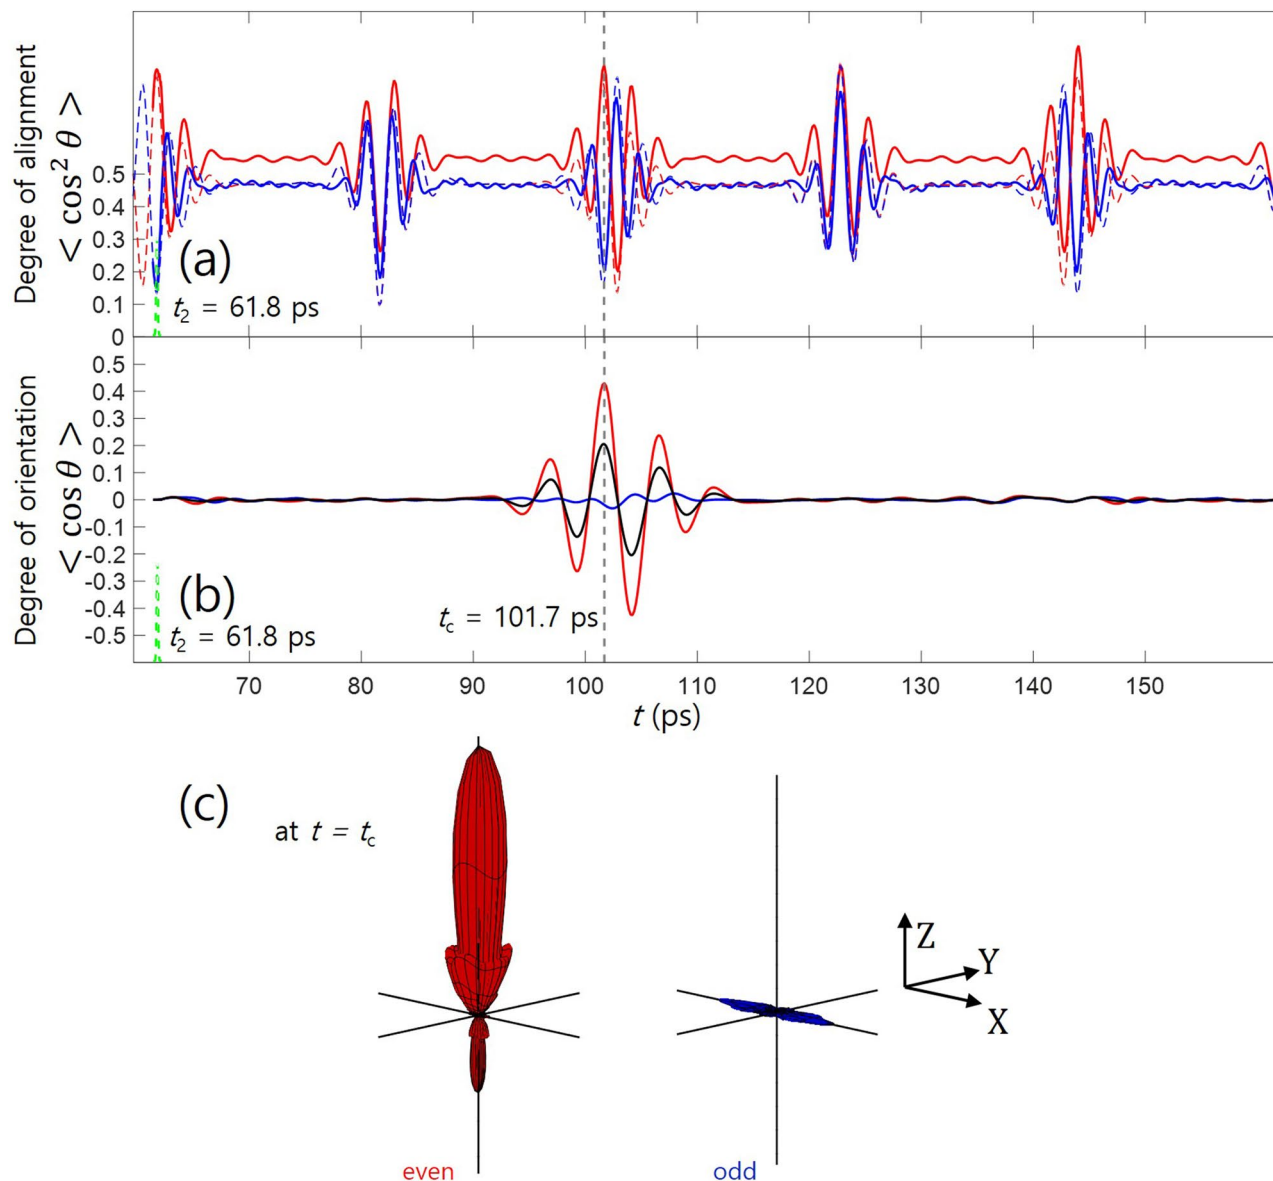 Degree of alignment
< cos² θ >
0.5
0.4
0.3
0.2
0.1
0
(a)
t₂ = 61.8 ps
Degree of orientation
< cos θ >
0.5
0.4
0.3
0.2
0.1
0
-0.1
-0.2
-0.3
-0.4
-0.5
(b)
t₂ = 61.8 ps
t_c = 101.7 ps
70 80 90 100 110 120 130 140 150
t (ps)
(c)
at t = t_c
Z
Y
X
even
odd